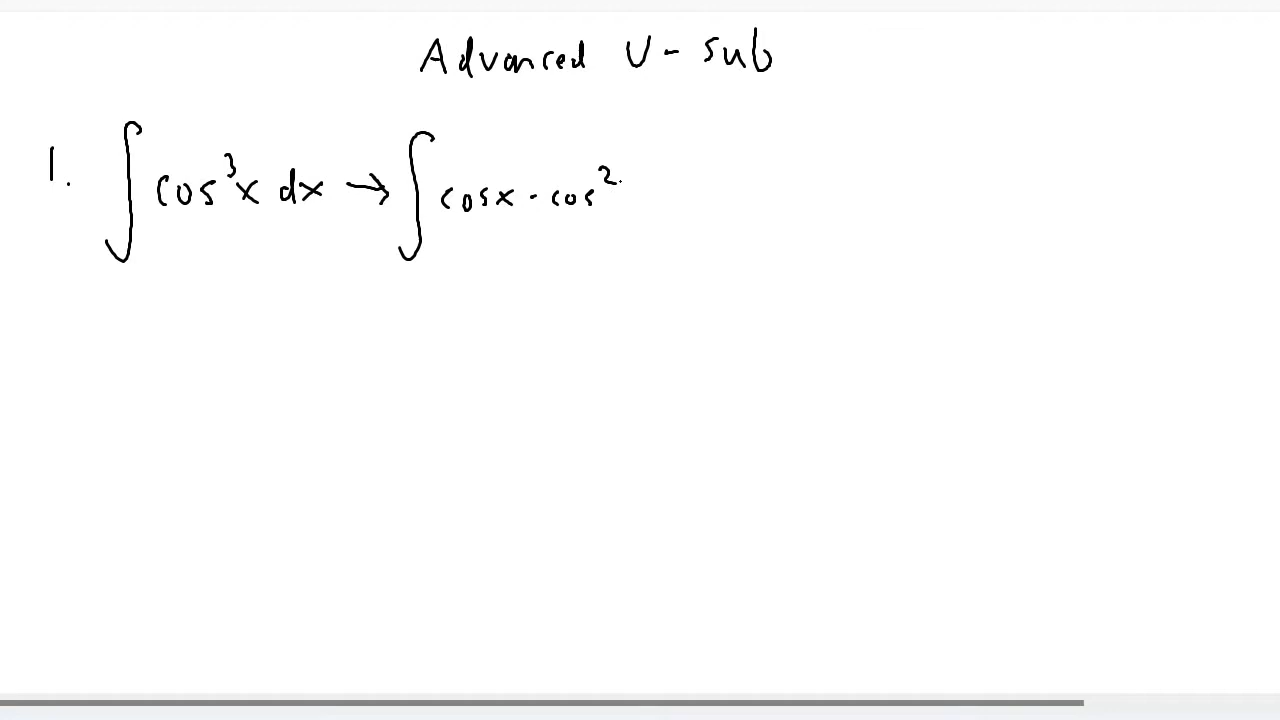 Advanced U-sub
1. ∫ cos³x dx → ∫ cosx · cos²